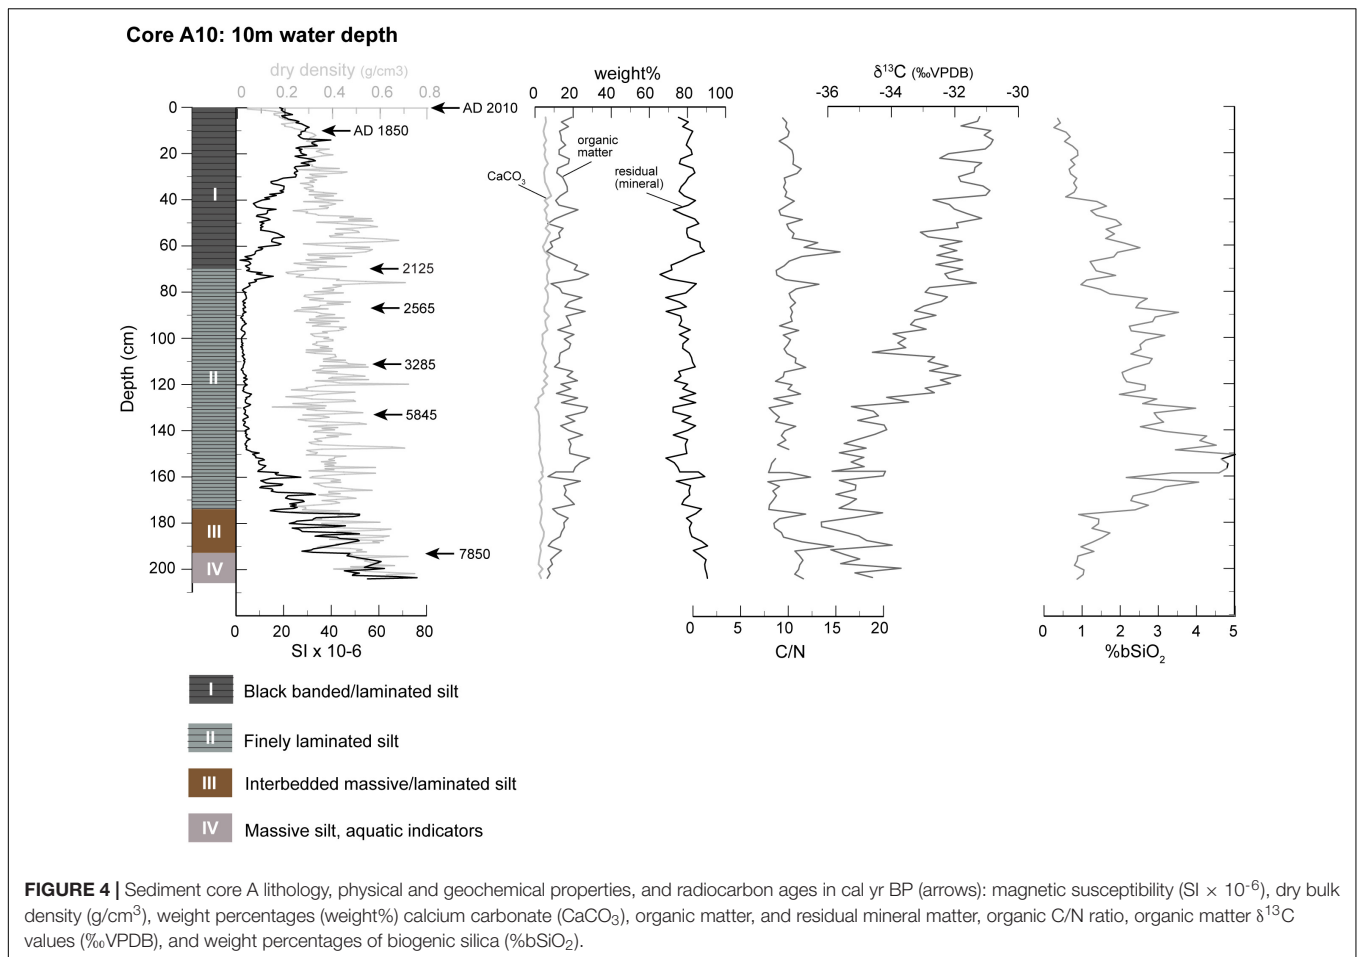 Core A10: 10m water depth
dry density (g/cm3)
0 0.2 0.4 0.6 0.8
weight%
0 20 40 60 80 100
δ13C (‰VPDB)
-36 -34 -32 -30
Depth (cm)
0
20
40
60
80
100
120
140
160
180
200
I
II
III
IV
AD 2010
AD 1850
2125
2565
3285
5845
7850
CaCO3
organic
matter
residual
(mineral)
0 20 40 60 80
SI x 10-6
0 5 10 15 20
C/N
0 1 2 3 4 5
%bSiO2
I Black banded/laminated silt
II Finely laminated silt
III Interbedded massive/laminated silt
IV Massive silt, aquatic indicators
FIGURE 4 | Sediment core A lithology, physical and geochemical properties, and radiocarbon ages in cal yr BP (arrows): magnetic susceptibility (SI × 10-6), dry bulk
density (g/cm3), weight percentages (weight%) calcium carbonate (CaCO3), organic matter, and residual mineral matter, organic C/N ratio, organic matter δ13C
values (‰VPDB), and weight percentages of biogenic silica (%bSiO2).